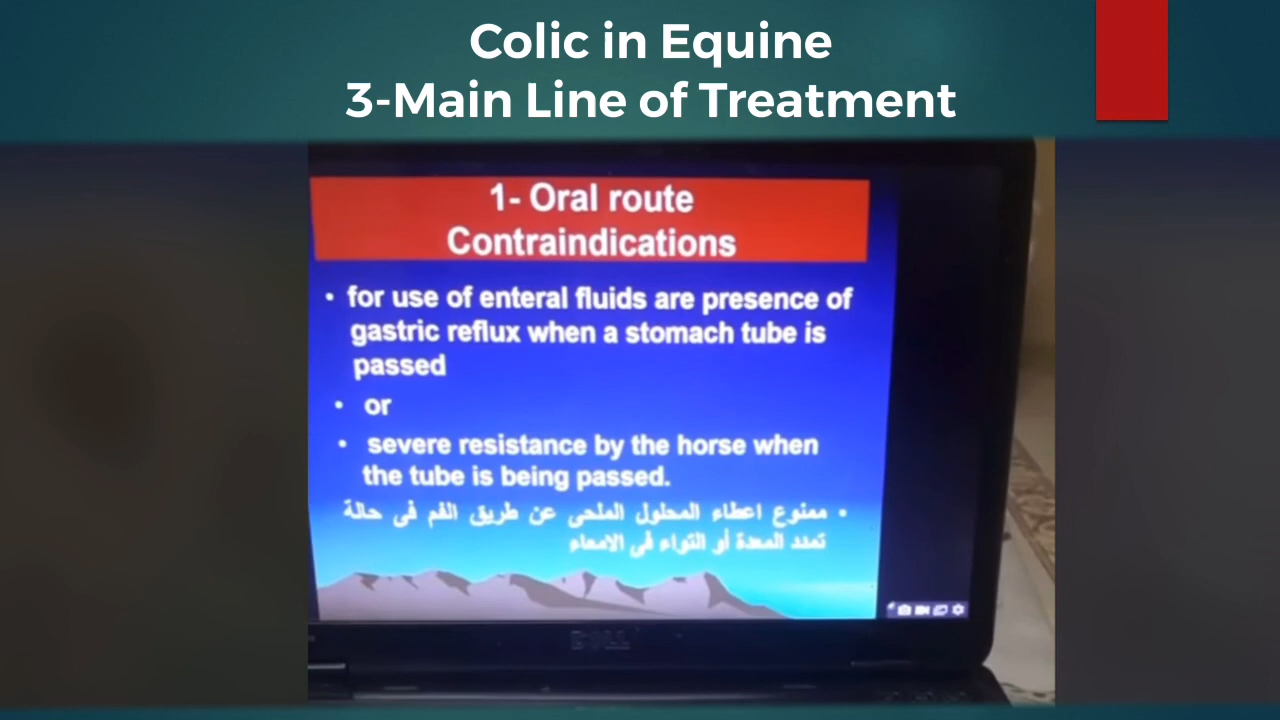 Colic in Equine
3-Main Line of Treatment
1- Oral route
Contraindications
• for use of enteral fluids are presence of
gastric reflux when a stomach tube is
passed
• or
• severe resistance by the horse when
the tube is being passed.
• ممنوع اعطاء المحلول الملحى عن طريق الفم فى حالة
تمدد المعدة أو التواء فى الامعاء
DELL